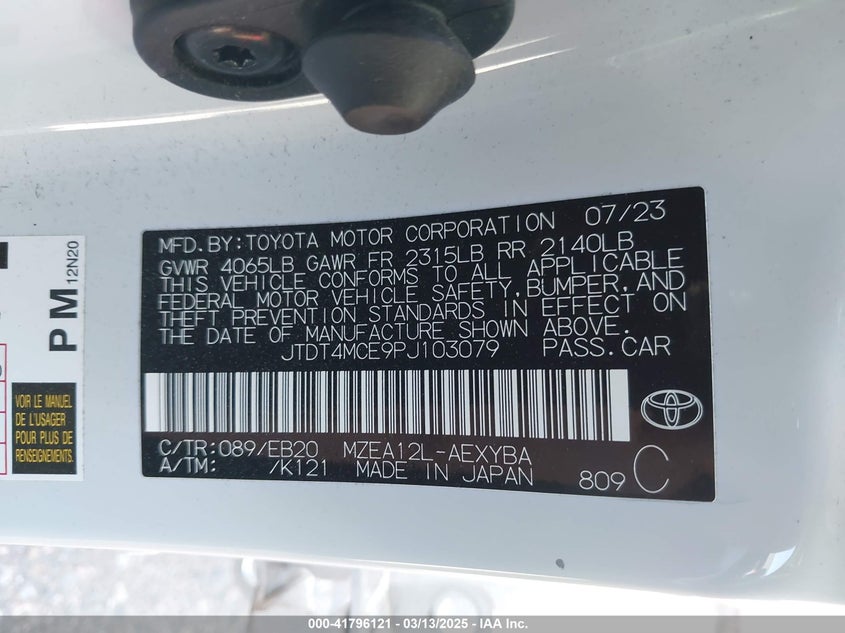 MFD. BY: TOYOTA MOTOR CORPORATION 07/23
GVWR 4065LB GAWR FR 2315LB RR 2140LB
THIS VEHICLE CONFORMS TO ALL APPLICABLE
FEDERAL MOTOR VEHICLE SAFETY, BUMPER, AND
THEFT PREVENTION STANDARDS IN EFFECT ON
THE DATE OF MANUFACTURE SHOWN ABOVE.
JTDT4MCE9PJ103079 PASS. CAR
C/TR: 089/EB20 MZEA12L-AEXYBA
A/TM: /K121 MADE IN JAPAN 809 C
PM 12N20
VOIR LE MANUEL
DE L'USAGER
POUR PLUS DE
RENSEIGNEMENTS.
000-41796121 - 03/13/2025 - IAA Inc.